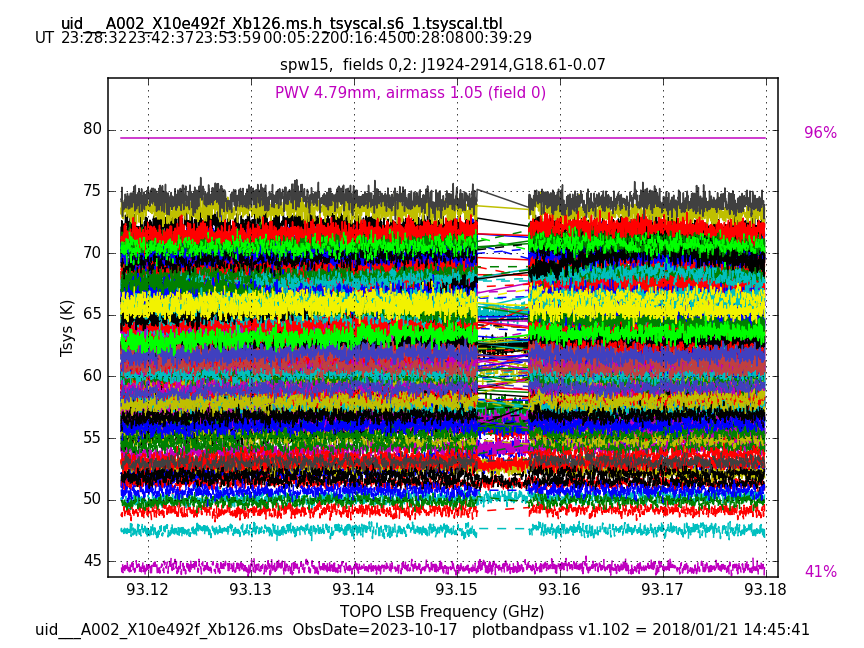 uid___A002_X10e492f_Xb126.ms.h_tsyscal.s6_1.tsyscal.tbl
UT 23:28:32 23:42:37 23:53:59 00:05:22 00:16:45 00:28:08 00:39:29
spw15,  fields 0,2: J1924-2914,G18.61-0.07
PWV 4.79mm, airmass 1.05 (field 0)
96%
80
75
70
65
60
55
50
45
Tsys (K)
41%
93.12 93.13 93.14 93.15 93.16 93.17 93.18
TOPO LSB Frequency (GHz)
uid___A002_X10e492f_Xb126.ms  ObsDate=2023-10-17   plotbandpass v1.102 = 2018/01/21 14:45:41